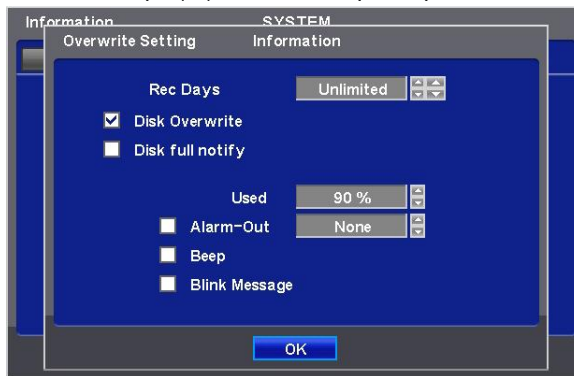 Information SYSTEM
Overwrite Setting Information
Rec Days Unlimited
Disk Overwrite
Disk full notify
Used 90 %
Alarm-Out None
Beep
Blink Message
OK